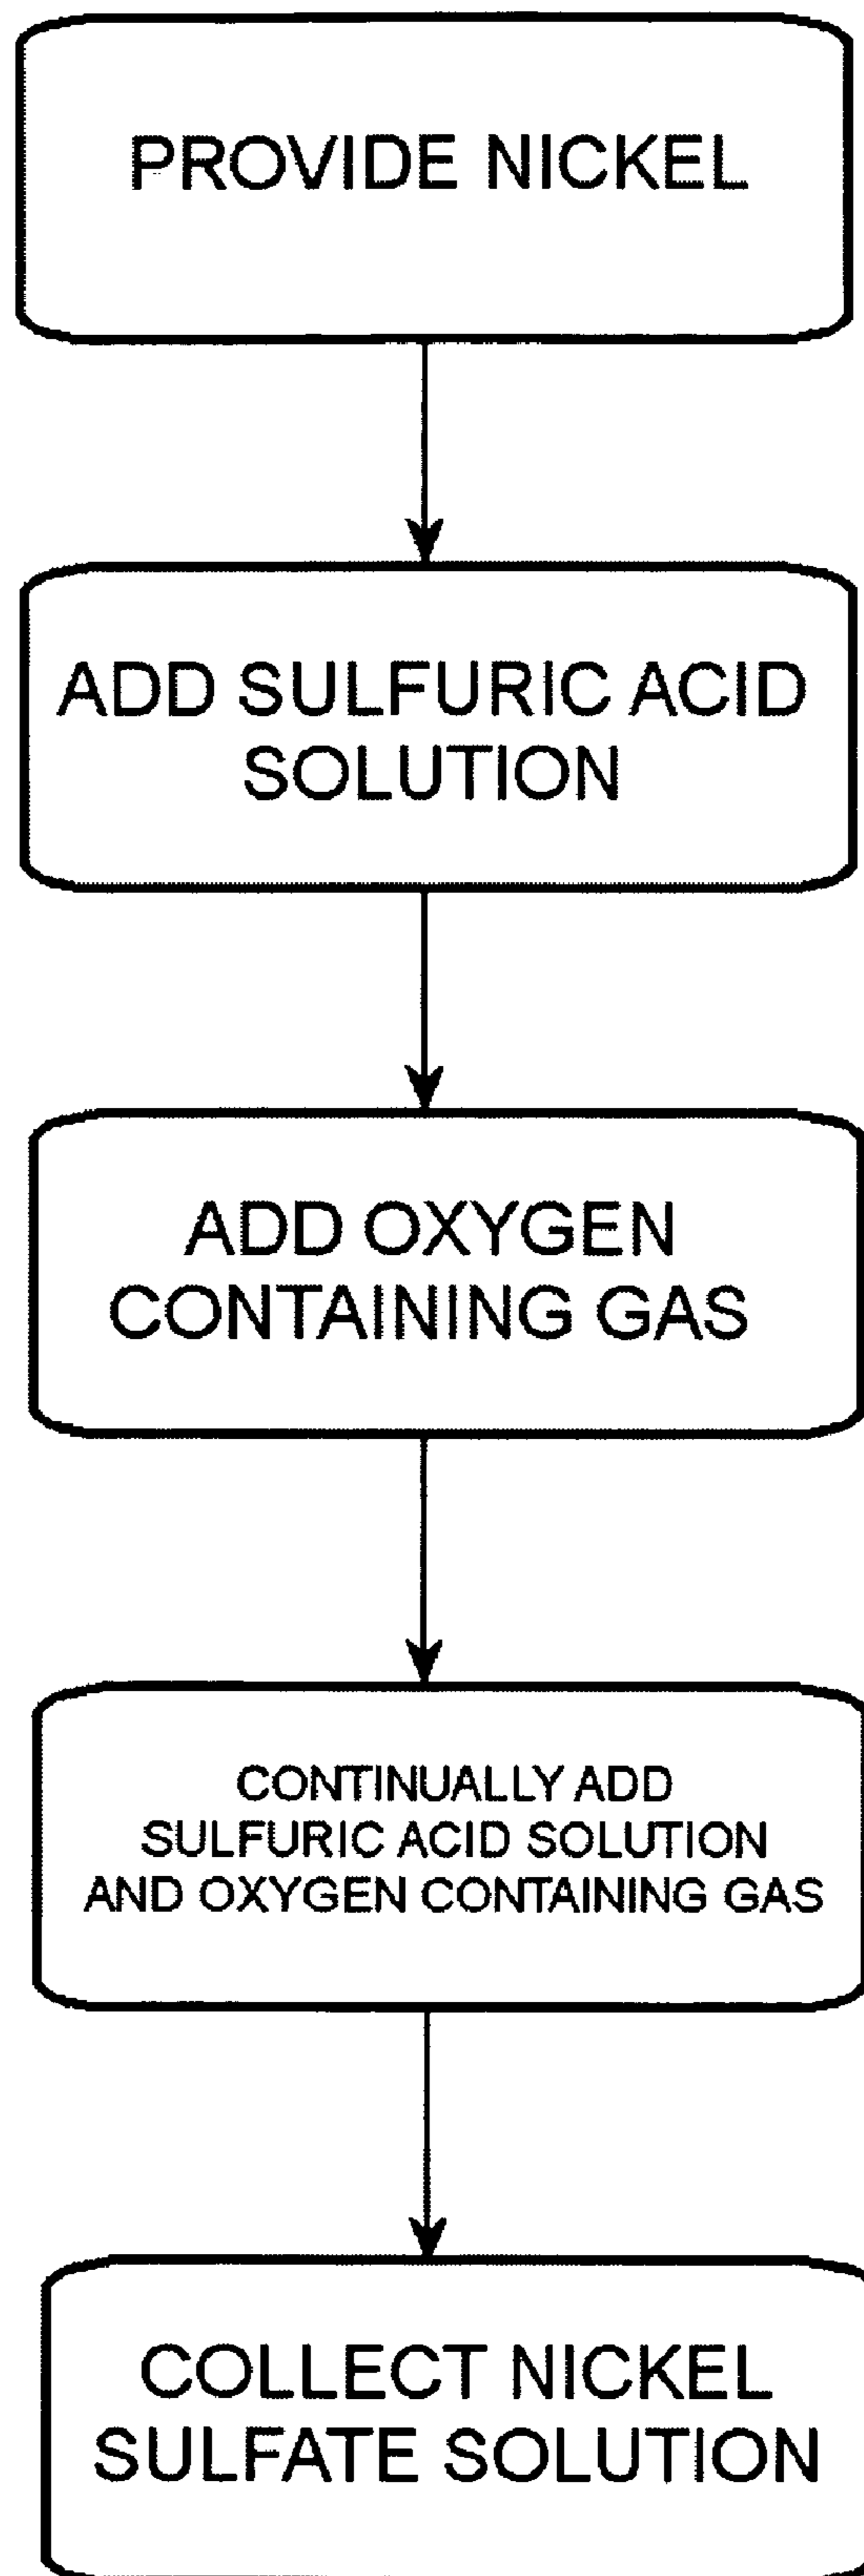 PROVIDE NICKEL
ADD SULFURIC ACID
SOLUTION
ADD OXYGEN
CONTAINING GAS
CONTINUALLY ADD
SULFURIC ACID SOLUTION
AND OXYGEN CONTAINING GAS
COLLECT NICKEL
SULFATE SOLUTION